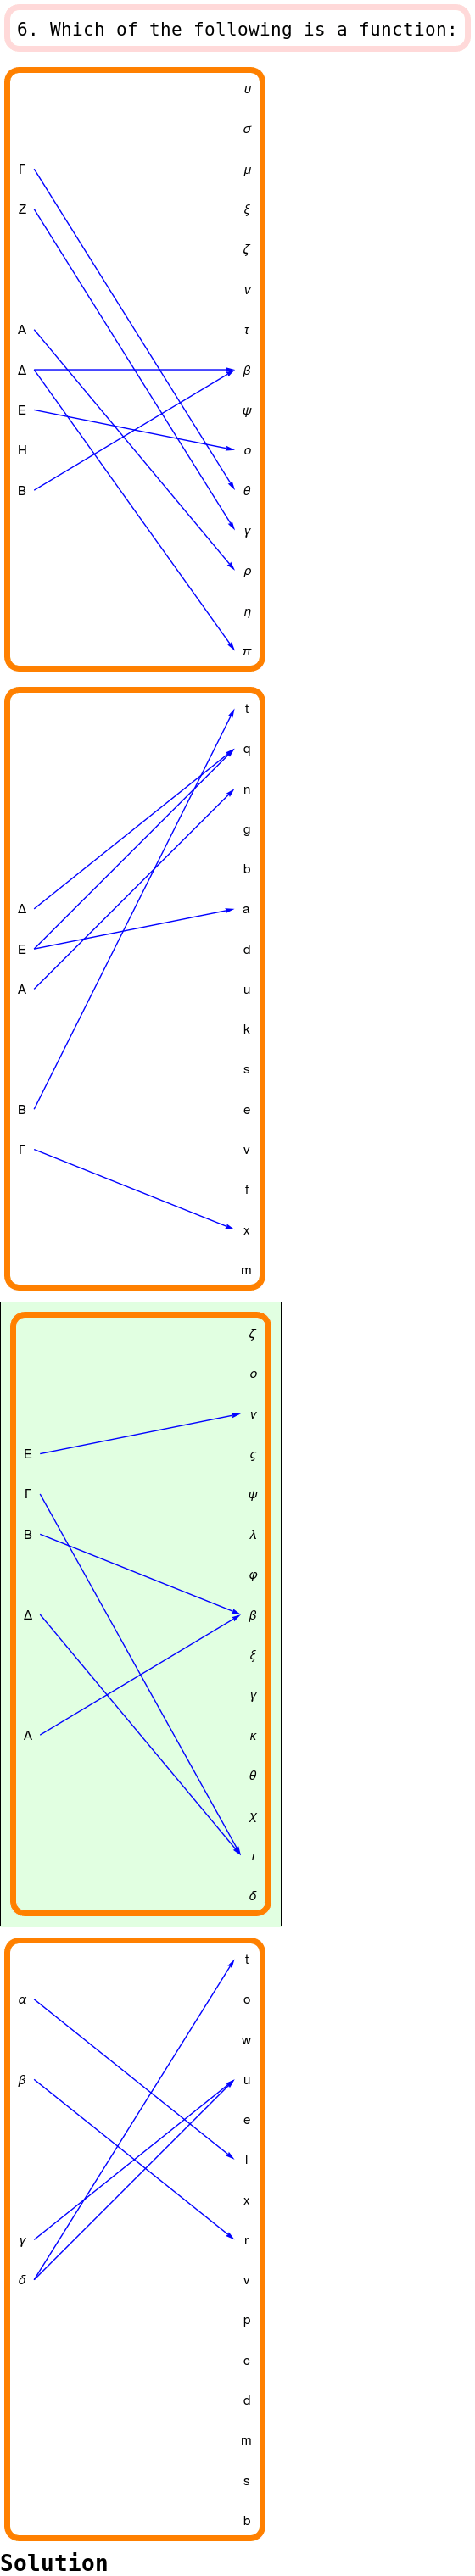 6. Which of the following is a function:
υ
σ
Γ μ
Ζ ξ
ζ
ν
Α τ
Δ β
Ε ψ
Η ο
Β θ
γ
ρ
η
π
t
q
n
g
b
Δ a
Ε d
Α u
k
s
Β e
Γ v
f
x
m
ζ
ο
ν
Ε ς
Γ ψ
Β λ
φ
Δ β
ξ
γ
Α κ
θ
χ
ι
δ
t
α o
w
β u
e
l
x
γ r
δ v
p
c
d
m
s
b
Solution